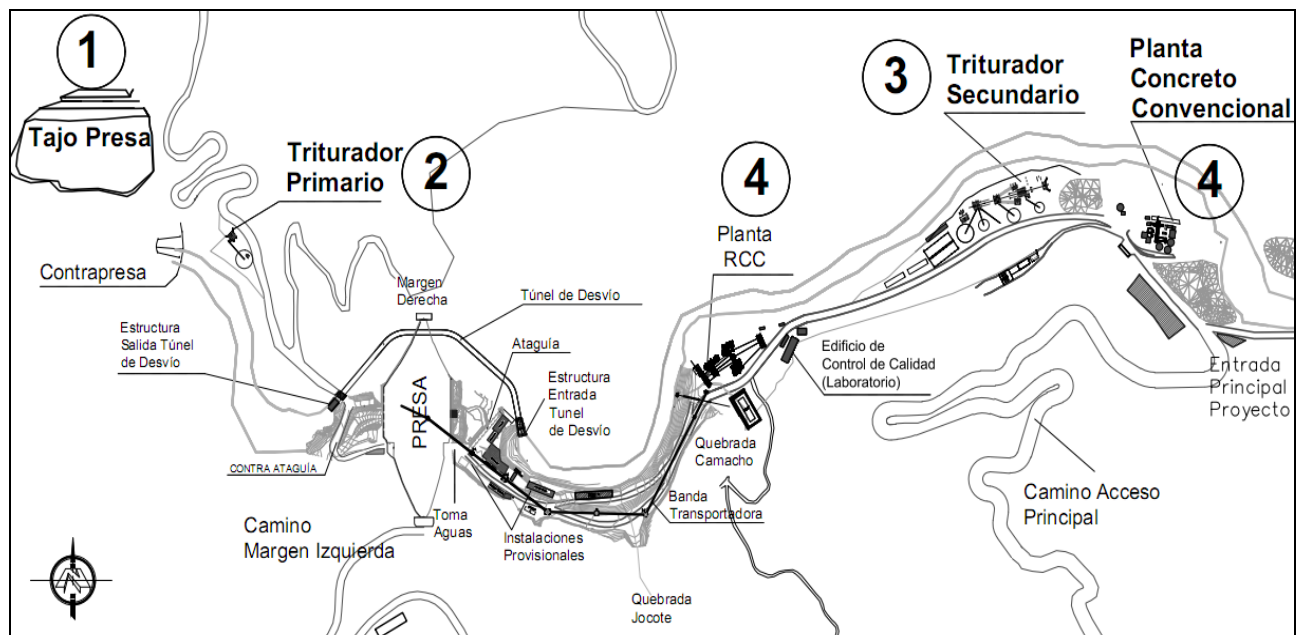 1
Tajo Presa
Triturador
Primario
2
3
Triturador
Secundario
Planta
Concreto
Convencional
4
4
Planta
RCC
Contrapresa
Margen
Derecha
Túnel de Desvío
Estructura
Salida Túnel
de Desvío
Ataguía
Estructura
Entrada
Tunel
de Desvío
PRESA
Edificio de
Control de Calidad
(Laboratorio)
Entrada
Principal
Proyecto
CONTRA ATAGUÍA
Quebrada
Camacho
Camino
Margen Izquierda
Toma
Aguas
Instalaciones
Provisionales
Banda
Transportadora
Camino Acceso
Principal
Quebrada
Jocote
N